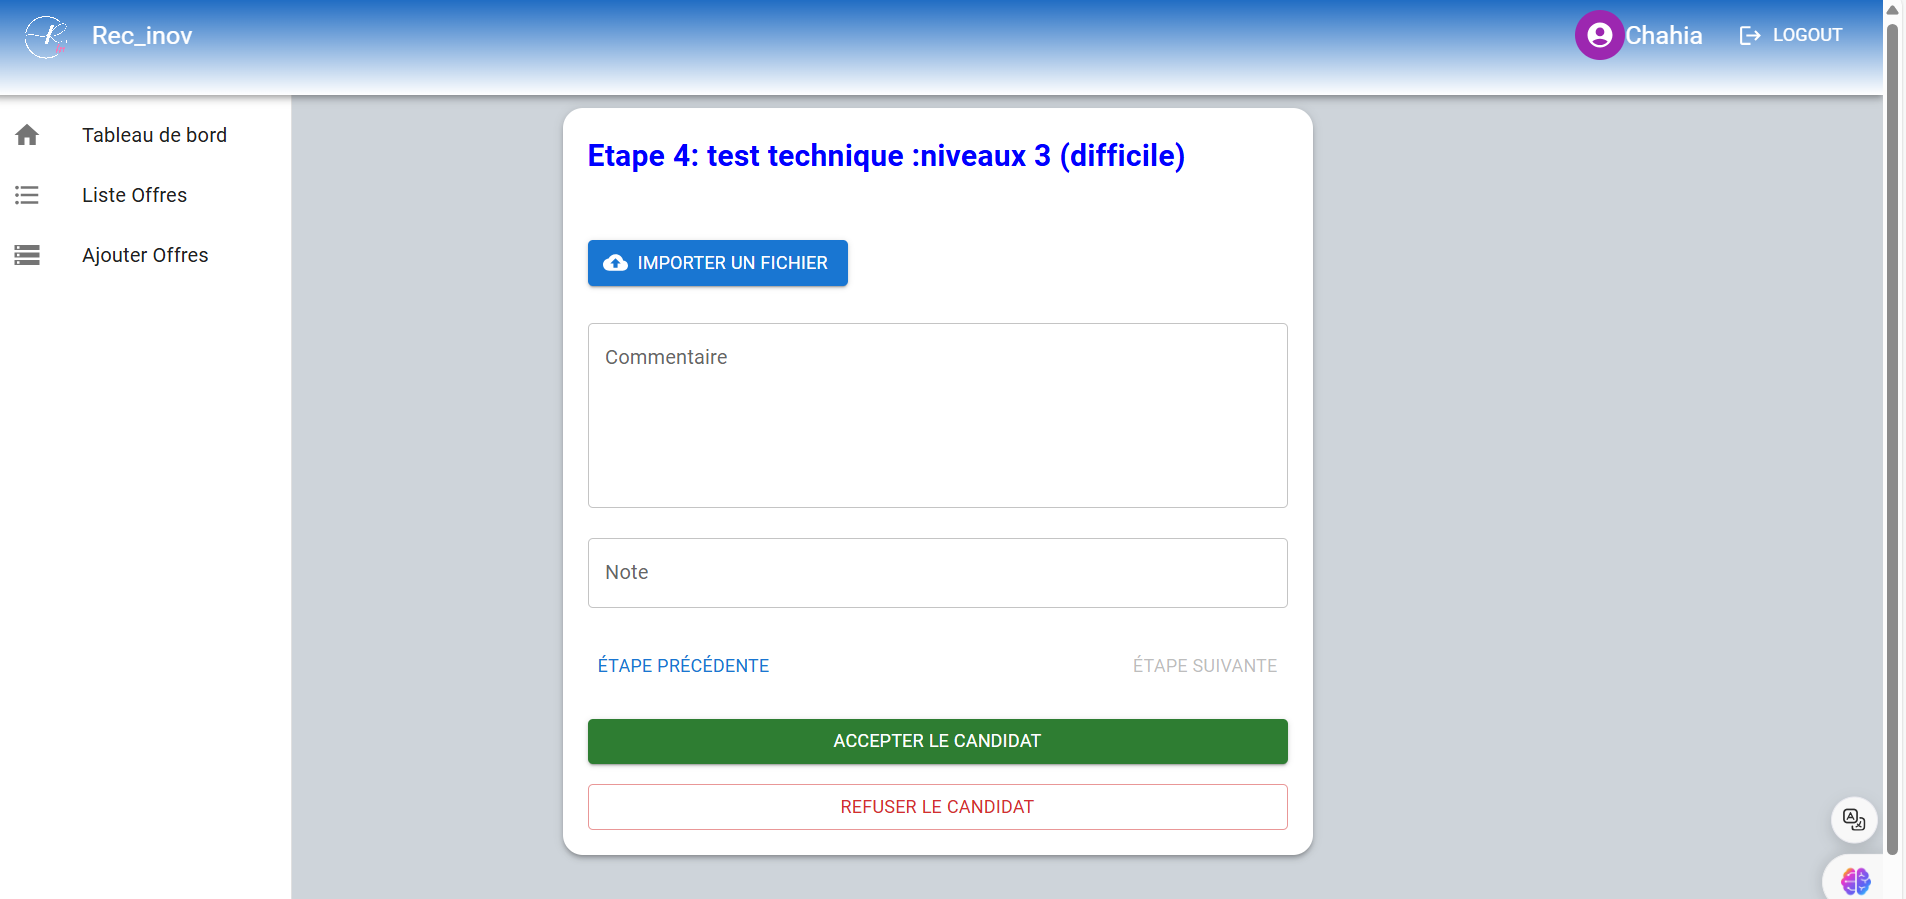 Rec_inov
Chahia
LOGOUT
Tableau de bord
Liste Offres
Ajouter Offres
Etape 4: test technique :niveaux 3 (difficile)
IMPORTER UN FICHIER
Commentaire
Note
ÉTAPE PRÉCÉDENTE
ÉTAPE SUIVANTE
ACCEPTER LE CANDIDAT
REFUSER LE CANDIDAT